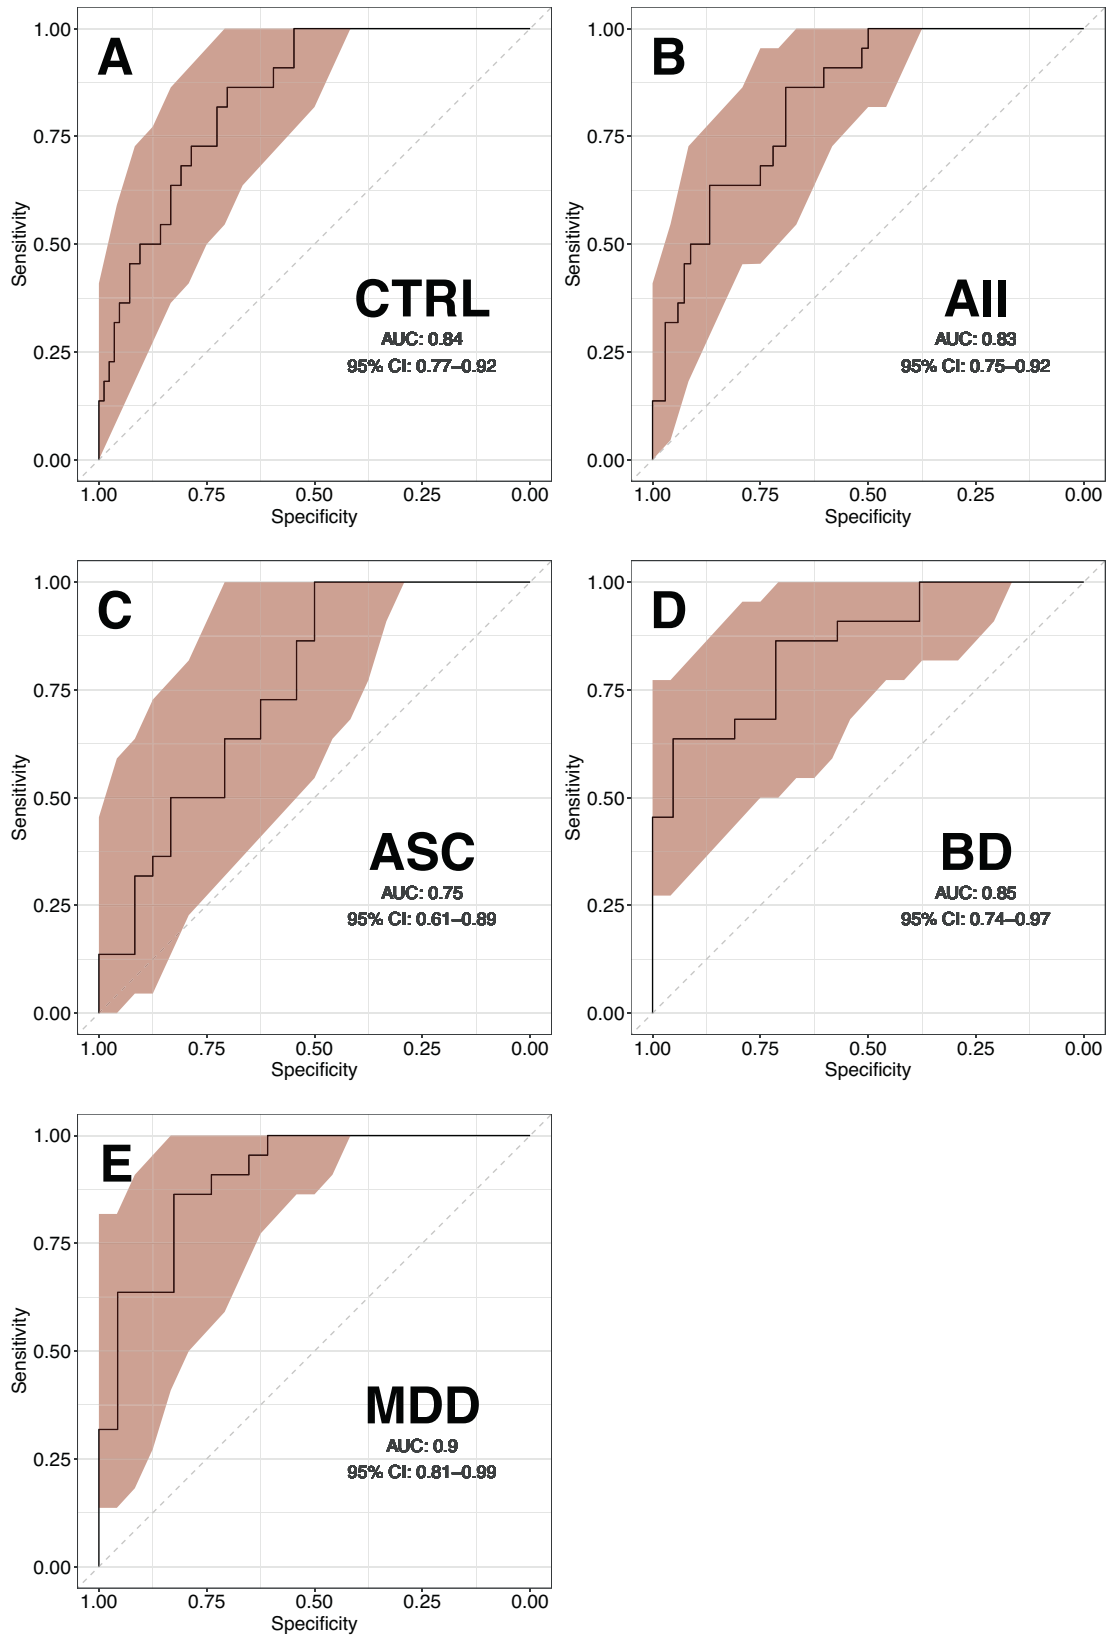 A
1.00
0.75
0.50
0.25
0.00
Sensitivity
CTRL
AUC: 0.84
95% CI: 0.77–0.92
1.00 0.75 0.50 0.25 0.00
Specificity
B
1.00
0.75
0.50
0.25
0.00
Sensitivity
All
AUC: 0.83
95% CI: 0.75–0.92
1.00 0.75 0.50 0.25 0.00
Specificity
C
1.00
0.75
0.50
0.25
0.00
Sensitivity
ASC
AUC: 0.75
95% CI: 0.61–0.89
1.00 0.75 0.50 0.25 0.00
Specificity
D
1.00
0.75
0.50
0.25
0.00
Sensitivity
BD
AUC: 0.85
95% CI: 0.74–0.97
1.00 0.75 0.50 0.25 0.00
Specificity
E
1.00
0.75
0.50
0.25
0.00
Sensitivity
MDD
AUC: 0.9
95% CI: 0.81–0.99
1.00 0.75 0.50 0.25 0.00
Specificity